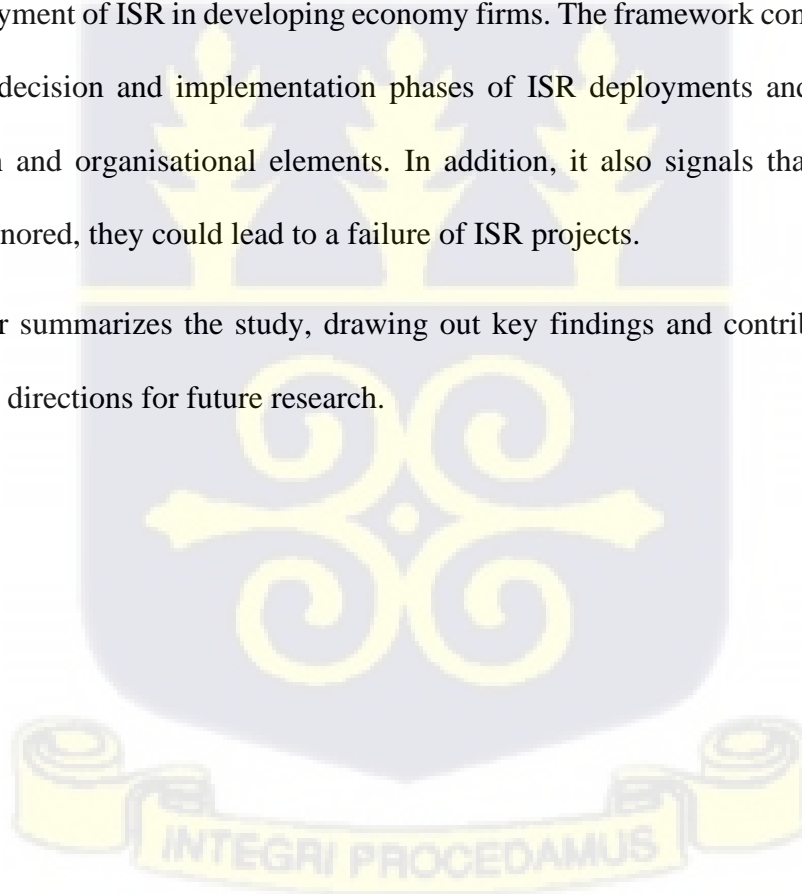 yment of ISR in developing economy firms. The framework con
decision and implementation phases of ISR deployments and
and organisational elements. In addition, it also signals tha
nored, they could lead to a failure of ISR projects.
r summarizes the study, drawing out key findings and contrib
directions for future research.
INTEGRI PROCEDAMUS